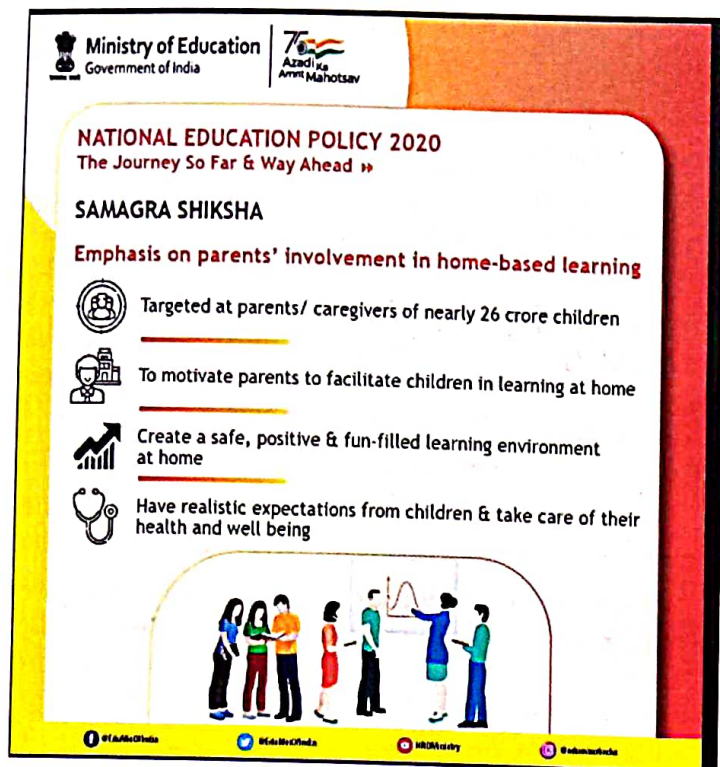 Ministry of Education
Government of India
Azadi Ka
Amrit Mahotsav
NATIONAL EDUCATION POLICY 2020
The Journey So Far & Way Ahead »
SAMAGRA SHIKSHA
Emphasis on parents' involvement in home-based learning
Targeted at parents/ caregivers of nearly 26 crore children
To motivate parents to facilitate children in learning at home
Create a safe, positive & fun-filled learning environment
at home
Have realistic expectations from children & take care of their
health and well being